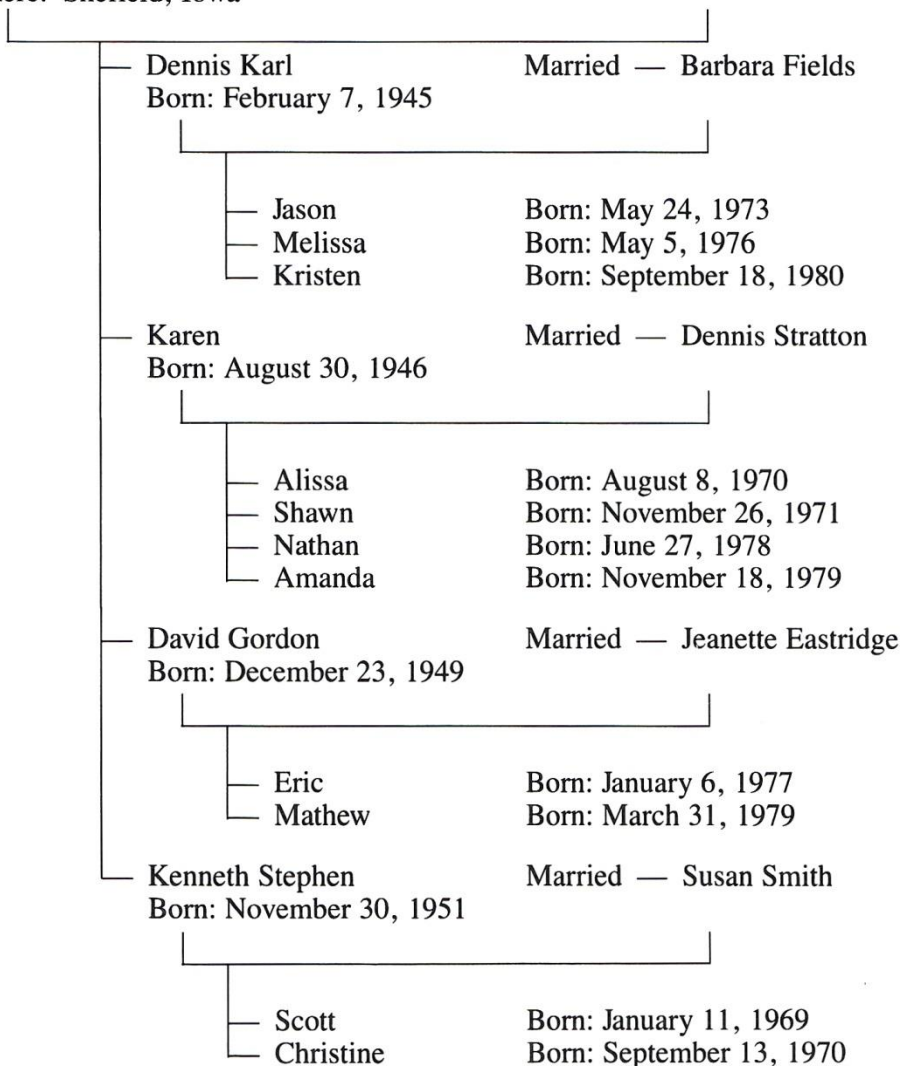 Sheffield, Iowa
Dennis Karl Married — Barbara Fields
Born: February 7, 1945
Jason Born: May 24, 1973
Melissa Born: May 5, 1976
Kristen Born: September 18, 1980
Karen Married — Dennis Stratton
Born: August 30, 1946
Alissa Born: August 8, 1970
Shawn Born: November 26, 1971
Nathan Born: June 27, 1978
Amanda Born: November 18, 1979
David Gordon Married — Jeanette Eastridge
Born: December 23, 1949
Eric Born: January 6, 1977
Mathew Born: March 31, 1979
Kenneth Stephen Married — Susan Smith
Born: November 30, 1951
Scott Born: January 11, 1969
Christine Born: September 13, 1970